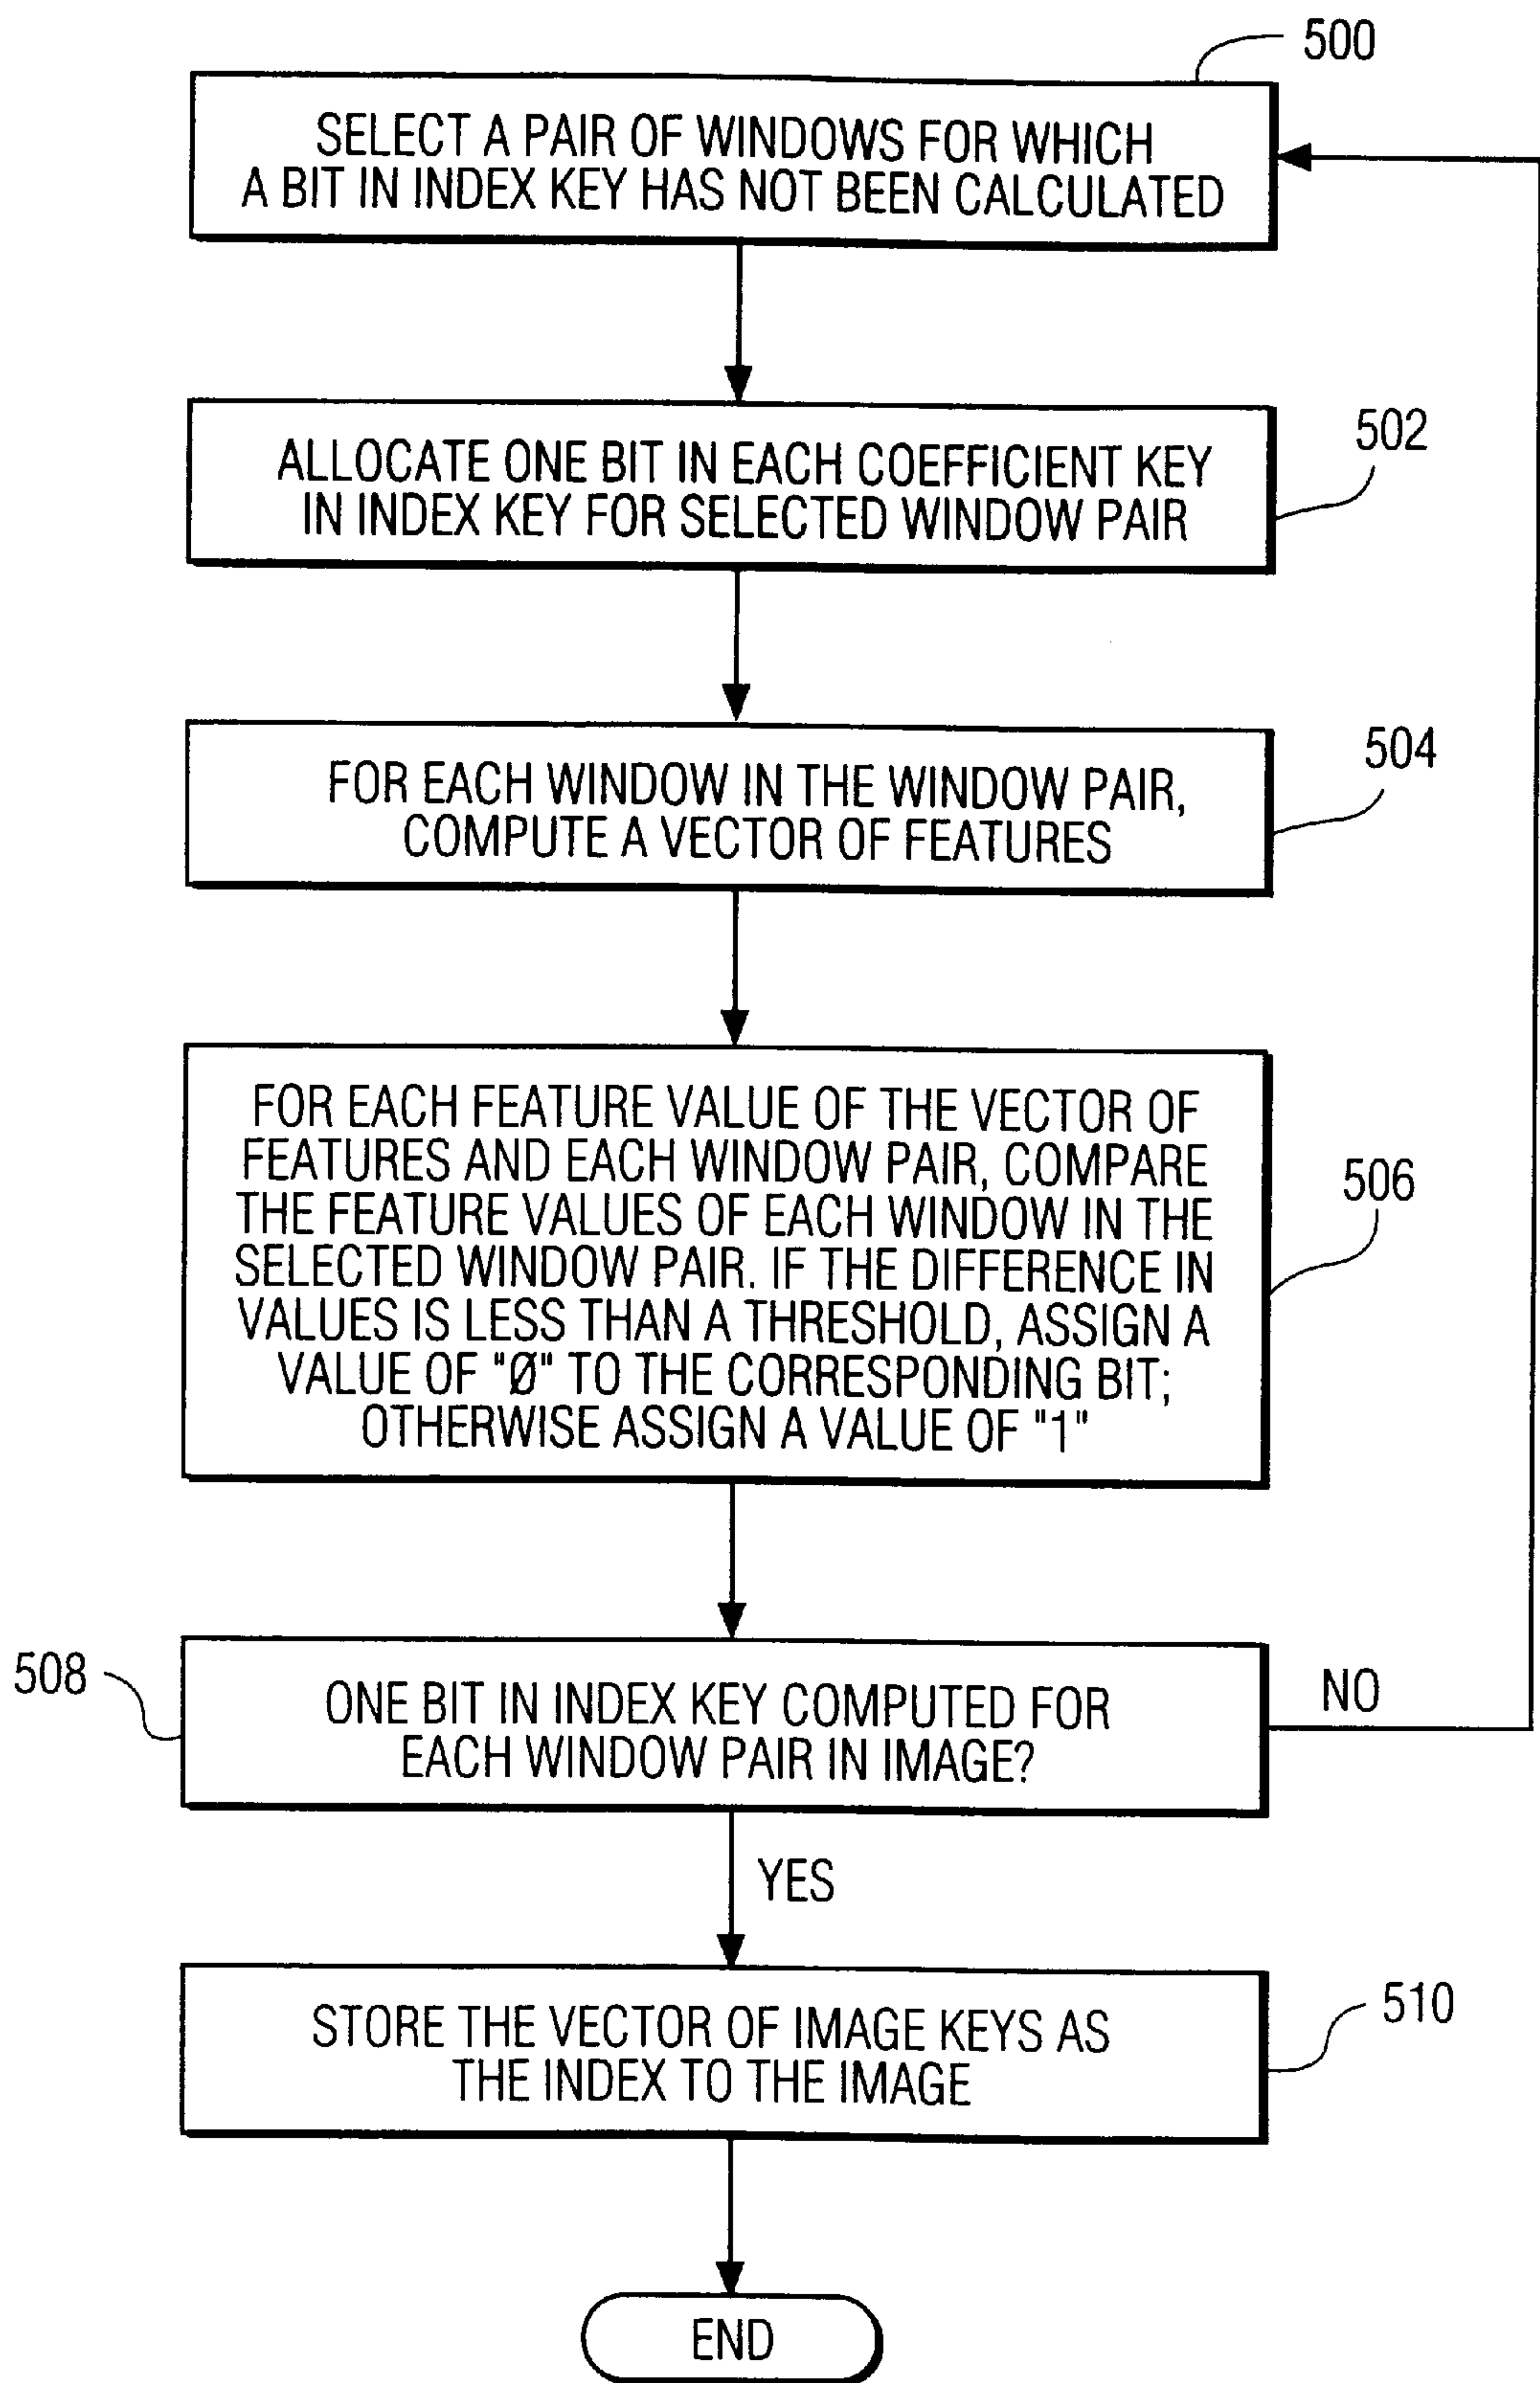 500
SELECT A PAIR OF WINDOWS FOR WHICH
A BIT IN INDEX KEY HAS NOT BEEN CALCULATED
502
ALLOCATE ONE BIT IN EACH COEFFICIENT KEY
IN INDEX KEY FOR SELECTED WINDOW PAIR
504
FOR EACH WINDOW IN THE WINDOW PAIR,
COMPUTE A VECTOR OF FEATURES
506
FOR EACH FEATURE VALUE OF THE VECTOR OF
FEATURES AND EACH WINDOW PAIR, COMPARE
THE FEATURE VALUES OF EACH WINDOW IN THE
SELECTED WINDOW PAIR. IF THE DIFFERENCE IN
VALUES IS LESS THAN A THRESHOLD, ASSIGN A
VALUE OF "Ø" TO THE CORRESPONDING BIT;
OTHERWISE ASSIGN A VALUE OF "1"
508
ONE BIT IN INDEX KEY COMPUTED FOR
EACH WINDOW PAIR IN IMAGE?
NO
YES
510
STORE THE VECTOR OF IMAGE KEYS AS
THE INDEX TO THE IMAGE
END